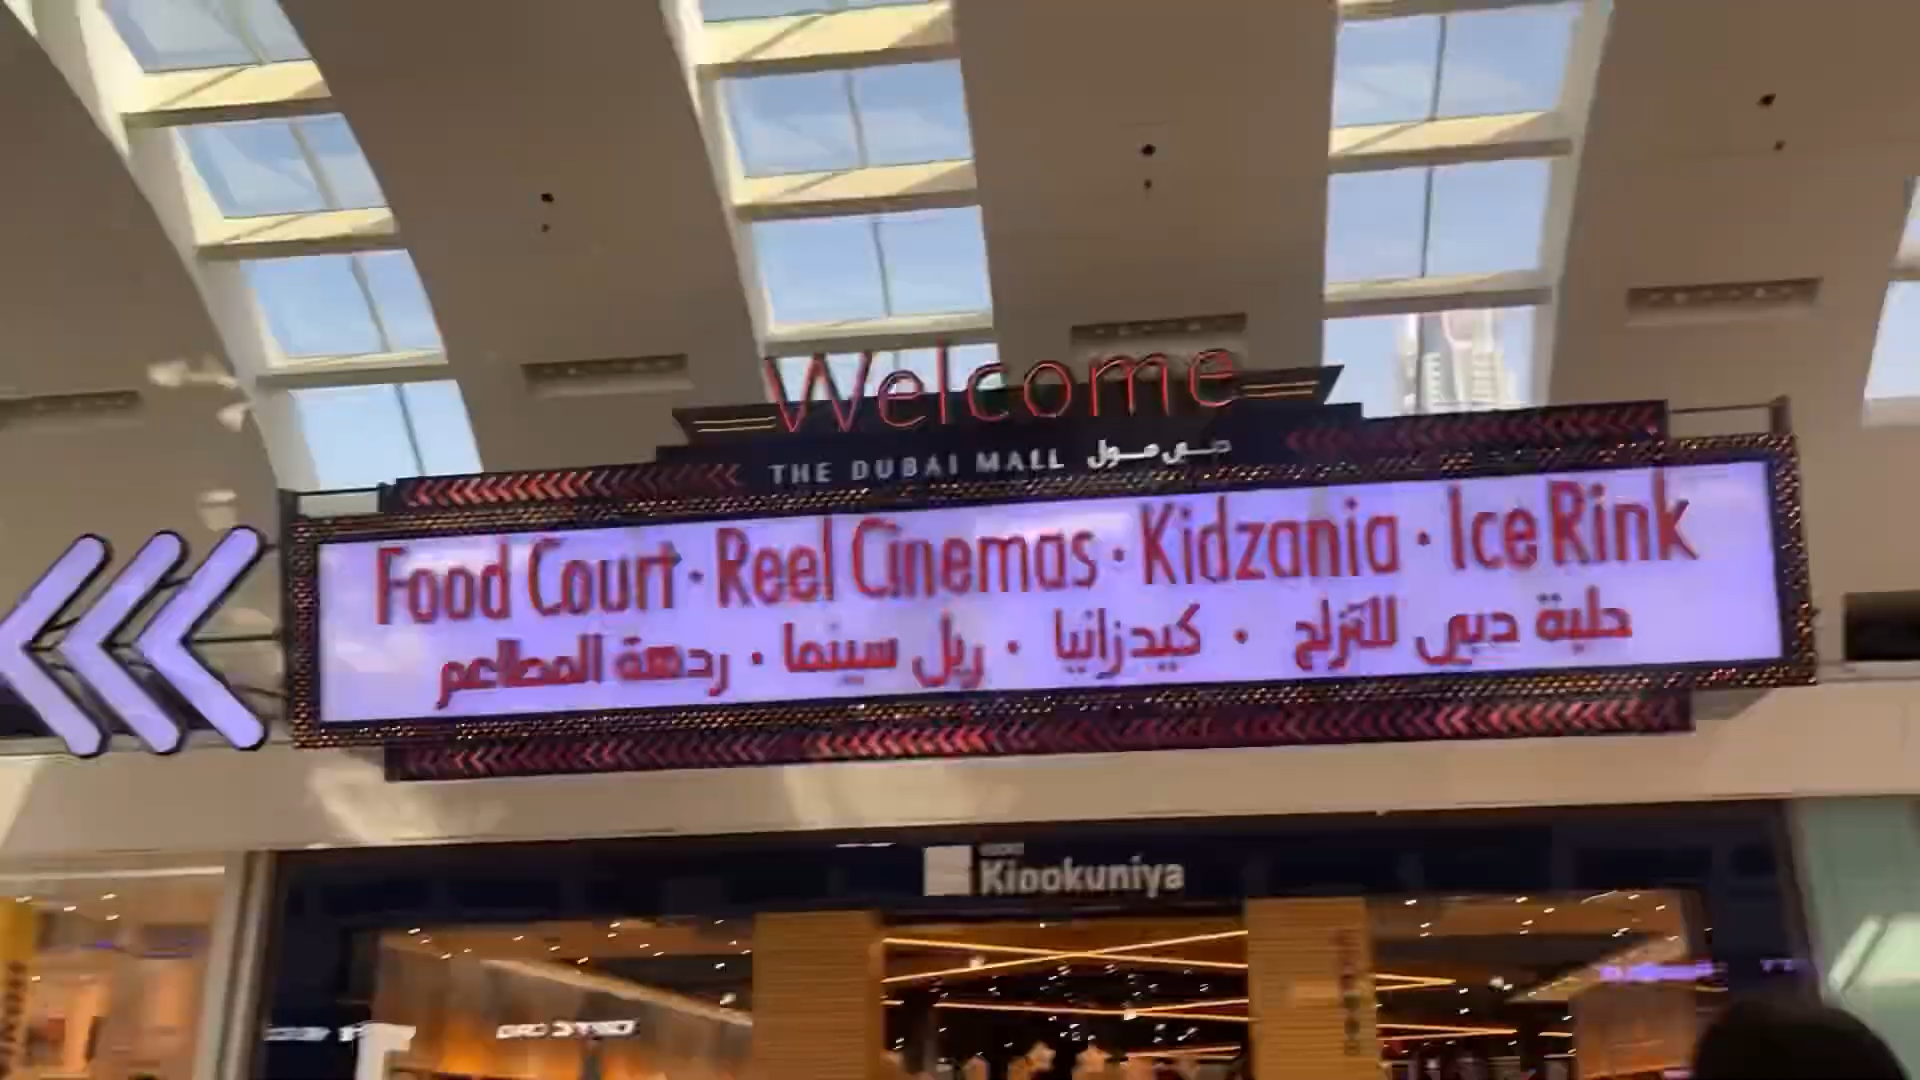 Welcome
THE DUBAI MALL دبي مول
Food Court · Reel Cinemas · Kidzania · Ice Rink
حلبة دبي للتزلج · كيدزانيا · ريل سينما · ردهة المطاعم
Kinokuniya